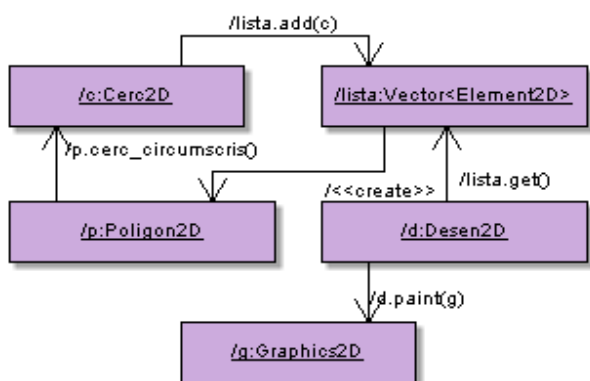 /lista.add(c)
/c:Cerc2D
/lista:Vector<Element2D>
/p.cerc_circumscris()
/<<create>>
/lista.get()
/p:Poligon2D
/d:Desen2D
/d.paint(g)
/g:Graphics2D